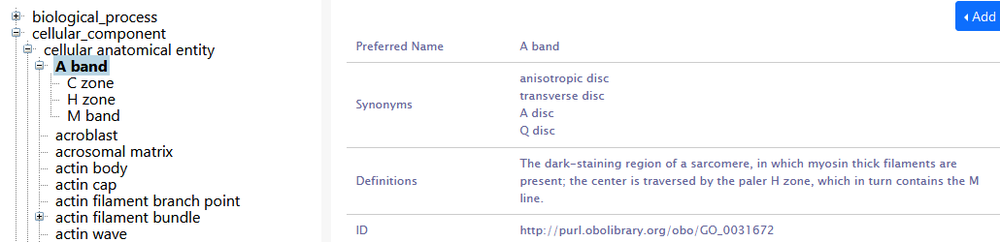 biological_process
cellular_component
cellular anatomical entity
A band
C zone
H zone
M band
acroblast
acrosomal matrix
actin body
actin cap
actin filament branch point
actin filament bundle
actin wave
Add
Preferred Name A band
Synonyms
anisotropic disc
transverse disc
A disc
Q disc
Definitions
The dark-staining region of a sarcomere, in which myosin thick filaments are
present; the center is traversed by the paler H zone, which in turn contains the M
line.
ID http://purl.obolibrary.org/obo/GO_0031672